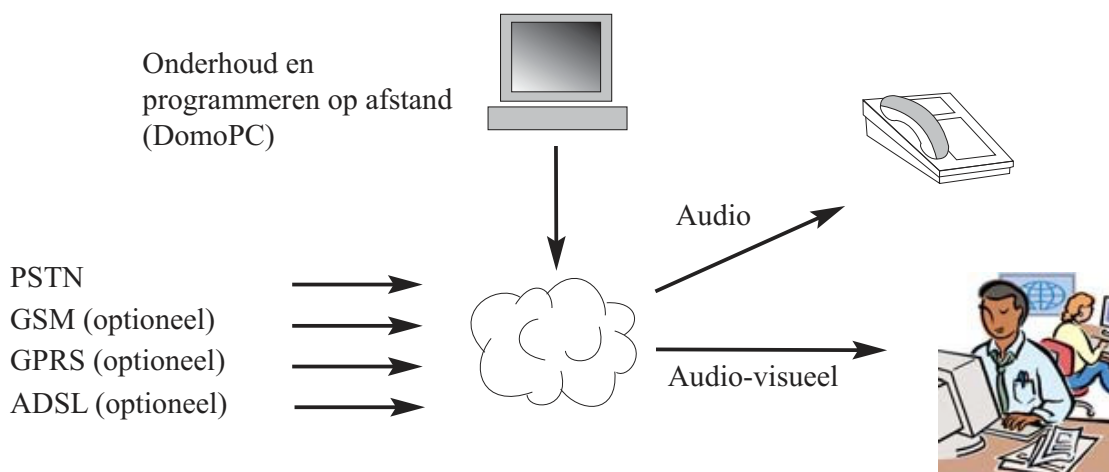 Onderhoud en
programmeren op afstand
(DomoPC)
Audio
PSTN
GSM (optioneel)
GPRS (optioneel)
ADSL (optioneel)
Audio-visueel